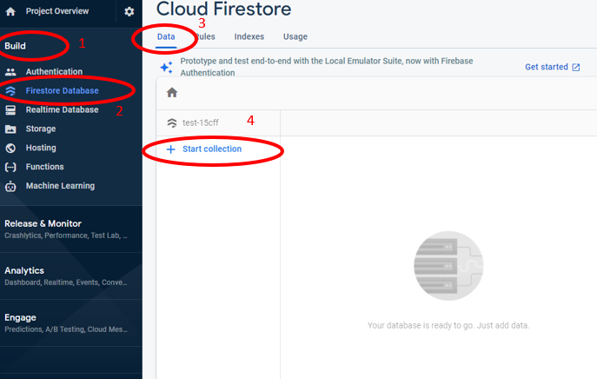 Project Overview
Cloud Firestore
Build
1
3
Data
Rules
Indexes
Usage
Authentication
Firestore Database
2
Realtime Database
Storage
Hosting
Functions
Machine Learning
Prototype and test end-to-end with the Local Emulator Suite, now with Firebase
Authentication
Get started
test-15cff
4
Start collection
Release & Monitor
Crashlytics, Performance, Test Lab, ...
Analytics
Dashboard, Realtime, Events, Conve...
Engage
Predictions, A/B Testing, Cloud Mes...
Your database is ready to go. Just add data.